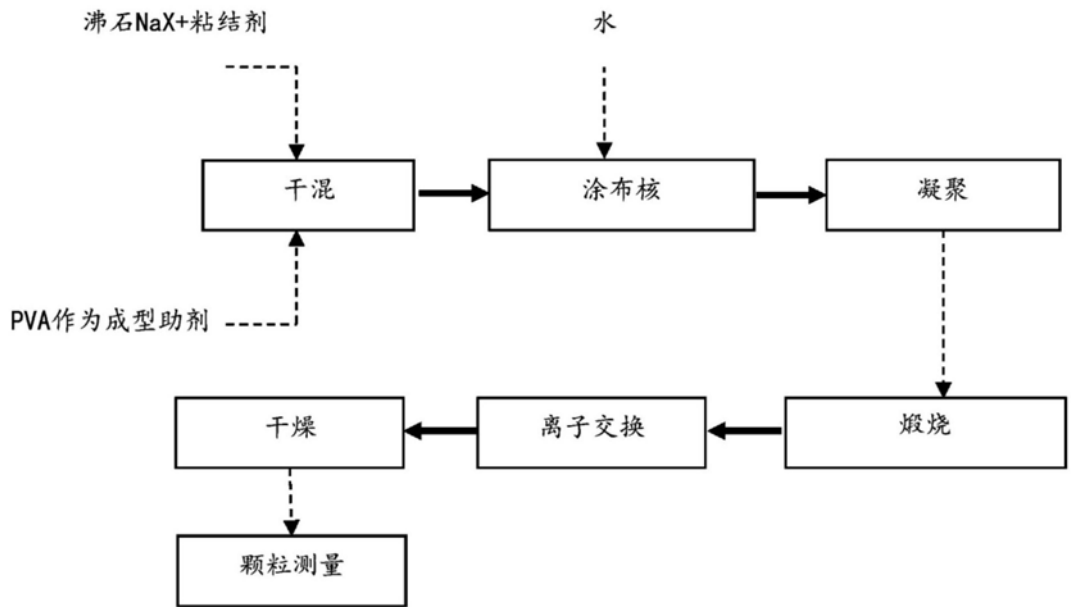 沸石NaX+粘结剂
水
干混
涂布核
凝聚
PVA作为成型助剂
干燥
离子交换
煅烧
颗粒测量